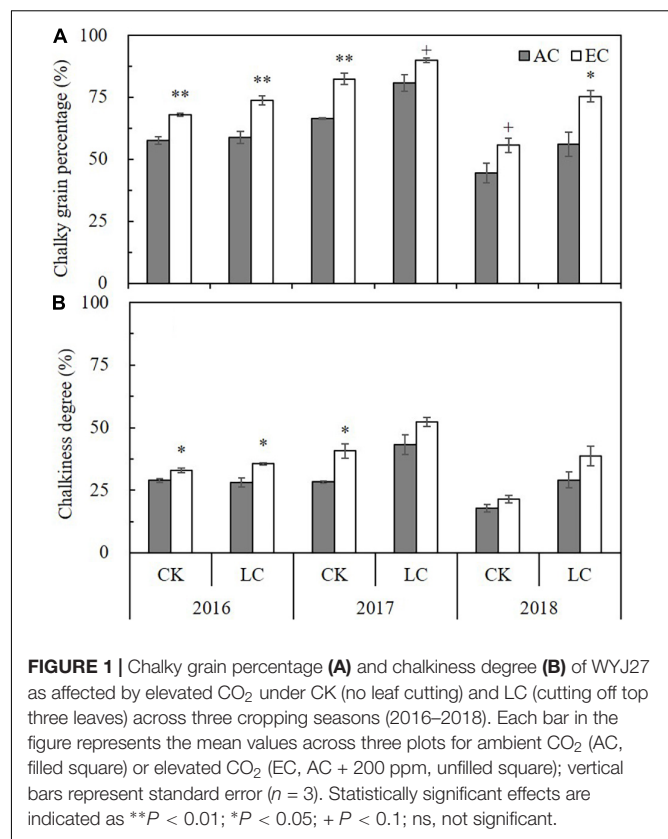 A
100
AC EC
Chalky grain percentage (%)
75
50
25
0
** ** ** + + *
B
100
Chalkiness degree (%)
75
50
25
0
* * *
CK LC CK LC CK LC
2016 2017 2018
FIGURE 1 | Chalky grain percentage (A) and chalkiness degree (B) of WYJ27
as affected by elevated CO₂ under CK (no leaf cutting) and LC (cutting off top
three leaves) across three cropping seasons (2016–2018). Each bar in the
figure represents the mean values across three plots for ambient CO₂ (AC,
filled square) or elevated CO₂ (EC, AC + 200 ppm, unfilled square); vertical
bars represent standard error (n = 3). Statistically significant effects are
indicated as **P < 0.01; *P < 0.05; + P < 0.1; ns, not significant.